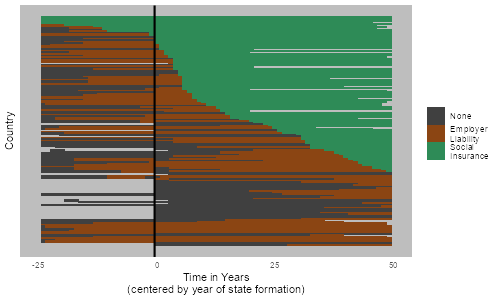 Country
None
Employer
Liability
Social
Insurance
-25
0
25
50
Time in Years
(centered by year of state formation)